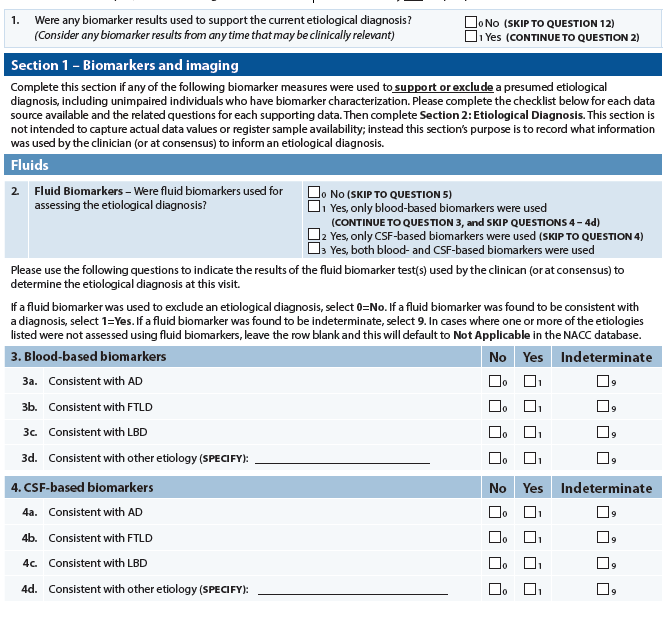 1. Were any biomarker results used to support the current etiological diagnosis?
(Consider any biomarker results from any time that may be clinically relevant)
0 No (SKIP TO QUESTION 12)
1 Yes (CONTINUE TO QUESTION 2)
Section 1 – Biomarkers and imaging
Complete this section if any of the following biomarker measures were used to support or exclude a presumed etiological
diagnosis, including unimpaired individuals who have biomarker characterization. Please complete the checklist below for each data
source available and the related questions for each supporting data. Then complete Section 2: Etiological Diagnosis. This section is
not intended to capture actual data values or register sample availability; instead this section's purpose is to record what information
was used by the clinician (or at consensus) to inform an etiological diagnosis.
Fluids
2. Fluid Biomarkers – Were fluid biomarkers used for
assessing the etiological diagnosis?
0 No (SKIP TO QUESTION 5)
1 Yes, only blood-based biomarkers were used
(CONTINUE TO QUESTION 3, and SKIP QUESTIONS 4 – 4d)
2 Yes, only CSF-based biomarkers were used (SKIP TO QUESTION 4)
3 Yes, both blood- and CSF-based biomarkers were used
Please use the following questions to indicate the results of the fluid biomarker test(s) used by the clinican (or at consensus) to
determine the etiological diagnosis at this visit.
If a fluid biomarker was used to exclude an etiological diagnosis, select 0=No. If a fluid biomarker was found to be consistent with
a diagnosis, select 1=Yes. If a fluid biomarker was found to be indeterminate, select 9. In cases where one or more of the etiologies
listed were not assessed using fluid biomarkers, leave the row blank and this will default to Not Applicable in the NACC database.
3. Blood-based biomarkers No Yes Indeterminate
3a. Consistent with AD 0 1 9
3b. Consistent with FTLD 0 1 9
3c. Consistent with LBD 0 1 9
3d. Consistent with other etiology (SPECIFY): 0 1 9
4. CSF-based biomarkers No Yes Indeterminate
4a. Consistent with AD 0 1 9
4b. Consistent with FTLD 0 1 9
4c. Consistent with LBD 0 1 9
4d. Consistent with other etiology (SPECIFY): 0 1 9